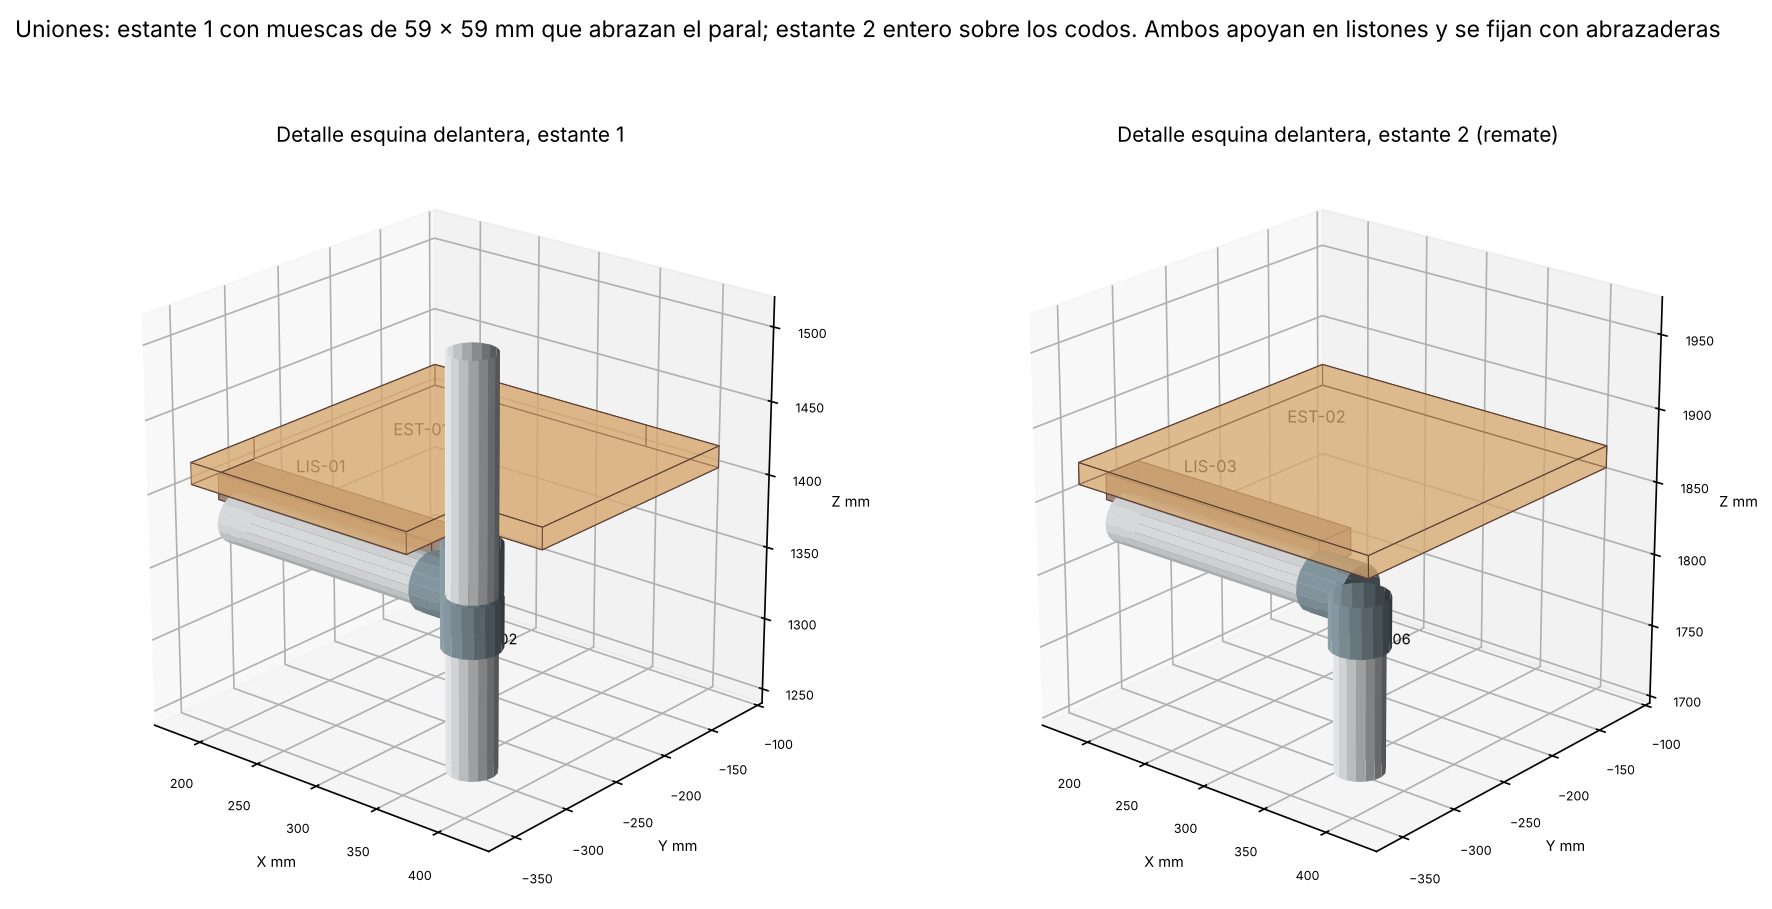 Uniones: estante 1 con muescas de 59 × 59 mm que abrazan el paral; estante 2 entero sobre los codos. Ambos apoyan en listones y se fijan con abrazaderas
Detalle esquina delantera, estante 1
EST-0
LIS-01
02
1500
1450
1400
1350
1300
1250
Z mm
200
250
300
350
400
X mm
−350
−300
−250
−200
−150
−100
Y mm
Detalle esquina delantera, estante 2 (remate)
EST-02
LIS-03
06
1950
1900
1850
1800
1750
1700
Z mm
200
250
300
350
400
X mm
−350
−300
−250
−200
−150
−100
Y mm